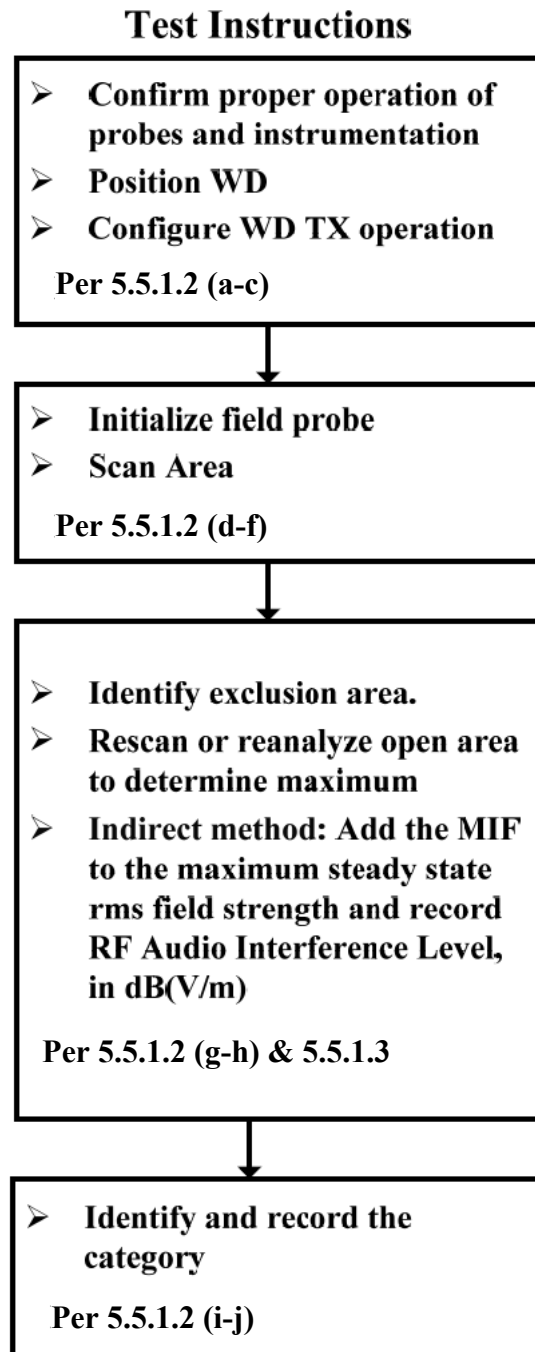 Test Instructions
➢ Confirm proper operation of
probes and instrumentation
➢ Position WD
➢ Configure WD TX operation
Per 5.5.1.2 (a-c)
➢ Initialize field probe
➢ Scan Area
Per 5.5.1.2 (d-f)
➢ Identify exclusion area.
➢ Rescan or reanalyze open area
to determine maximum
➢ Indirect method: Add the MIF
to the maximum steady state
rms field strength and record
RF Audio Interference Level,
in dB(V/m)
Per 5.5.1.2 (g-h) & 5.5.1.3
➢ Identify and record the
category
Per 5.5.1.2 (i-j)